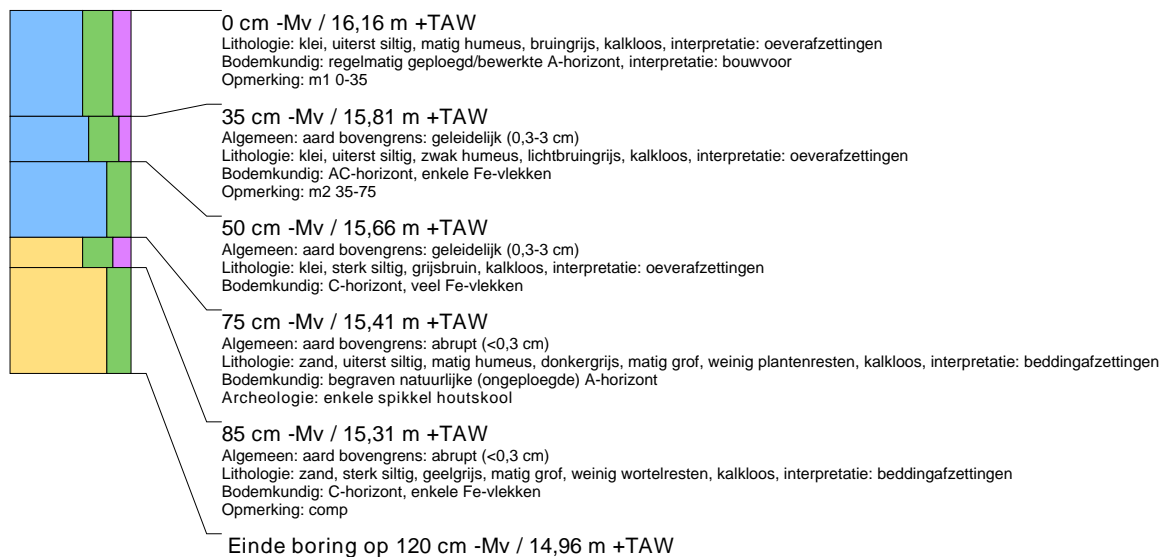 0 cm -Mv / 16,16 m +TAW
Lithologie: klei, uiterst siltig, matig humeus, bruingrijs, kalkloos, interpretatie: oeverafzettingen
Bodemkundig: regelmatig geploegd/bewerkte A-horizont, interpretatie: bouwvoor
Opmerking: m1 0-35
35 cm -Mv / 15,81 m +TAW
Algemeen: aard bovengrens: geleidelijk (0,3-3 cm)
Lithologie: klei, uiterst siltig, zwak humeus, lichtbruingrijs, kalkloos, interpretatie: oeverafzettingen
Bodemkundig: AC-horizont, enkele Fe-vlekken
Opmerking: m2 35-75
50 cm -Mv / 15,66 m +TAW
Algemeen: aard bovengrens: geleidelijk (0,3-3 cm)
Lithologie: klei, sterk siltig, grijsbruin, kalkloos, interpretatie: oeverafzettingen
Bodemkundig: C-horizont, veel Fe-vlekken
75 cm -Mv / 15,41 m +TAW
Algemeen: aard bovengrens: abrupt (<0,3 cm)
Lithologie: zand, uiterst siltig, matig humeus, donkergrijs, matig grof, weinig plantenresten, kalkloos, interpretatie: beddingafzettingen
Bodemkundig: begraven natuurlijke (ongeploegde) A-horizont
Archeologie: enkele spikkel houtskool
85 cm -Mv / 15,31 m +TAW
Algemeen: aard bovengrens: abrupt (<0,3 cm)
Lithologie: zand, sterk siltig, geelgrijs, matig grof, weinig wortelresten, kalkloos, interpretatie: beddingafzettingen
Bodemkundig: C-horizont, enkele Fe-vlekken
Opmerking: comp
Einde boring op 120 cm -Mv / 14,96 m +TAW